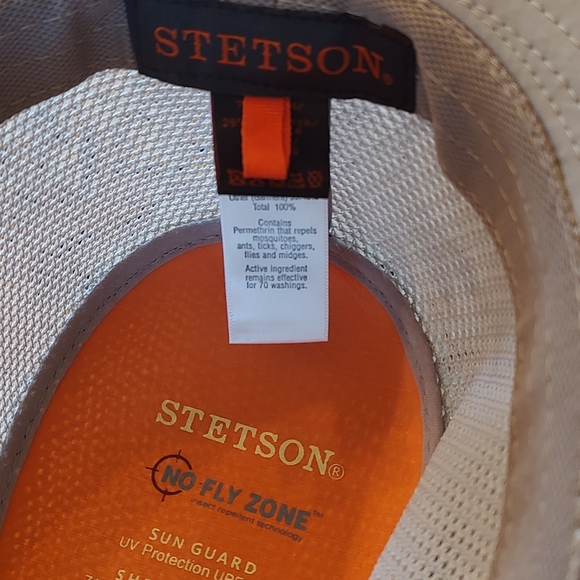 STETSON®
Total 100%
Contains
Permethrin that repels
mosquitoes,
ants, ticks, chiggers,
flies and midges.
Active Ingredient
remains effective
for 70 washings.
STETSON®
NO FLY ZONE™
insect repellent technology
SUN GUARD
UV Protection